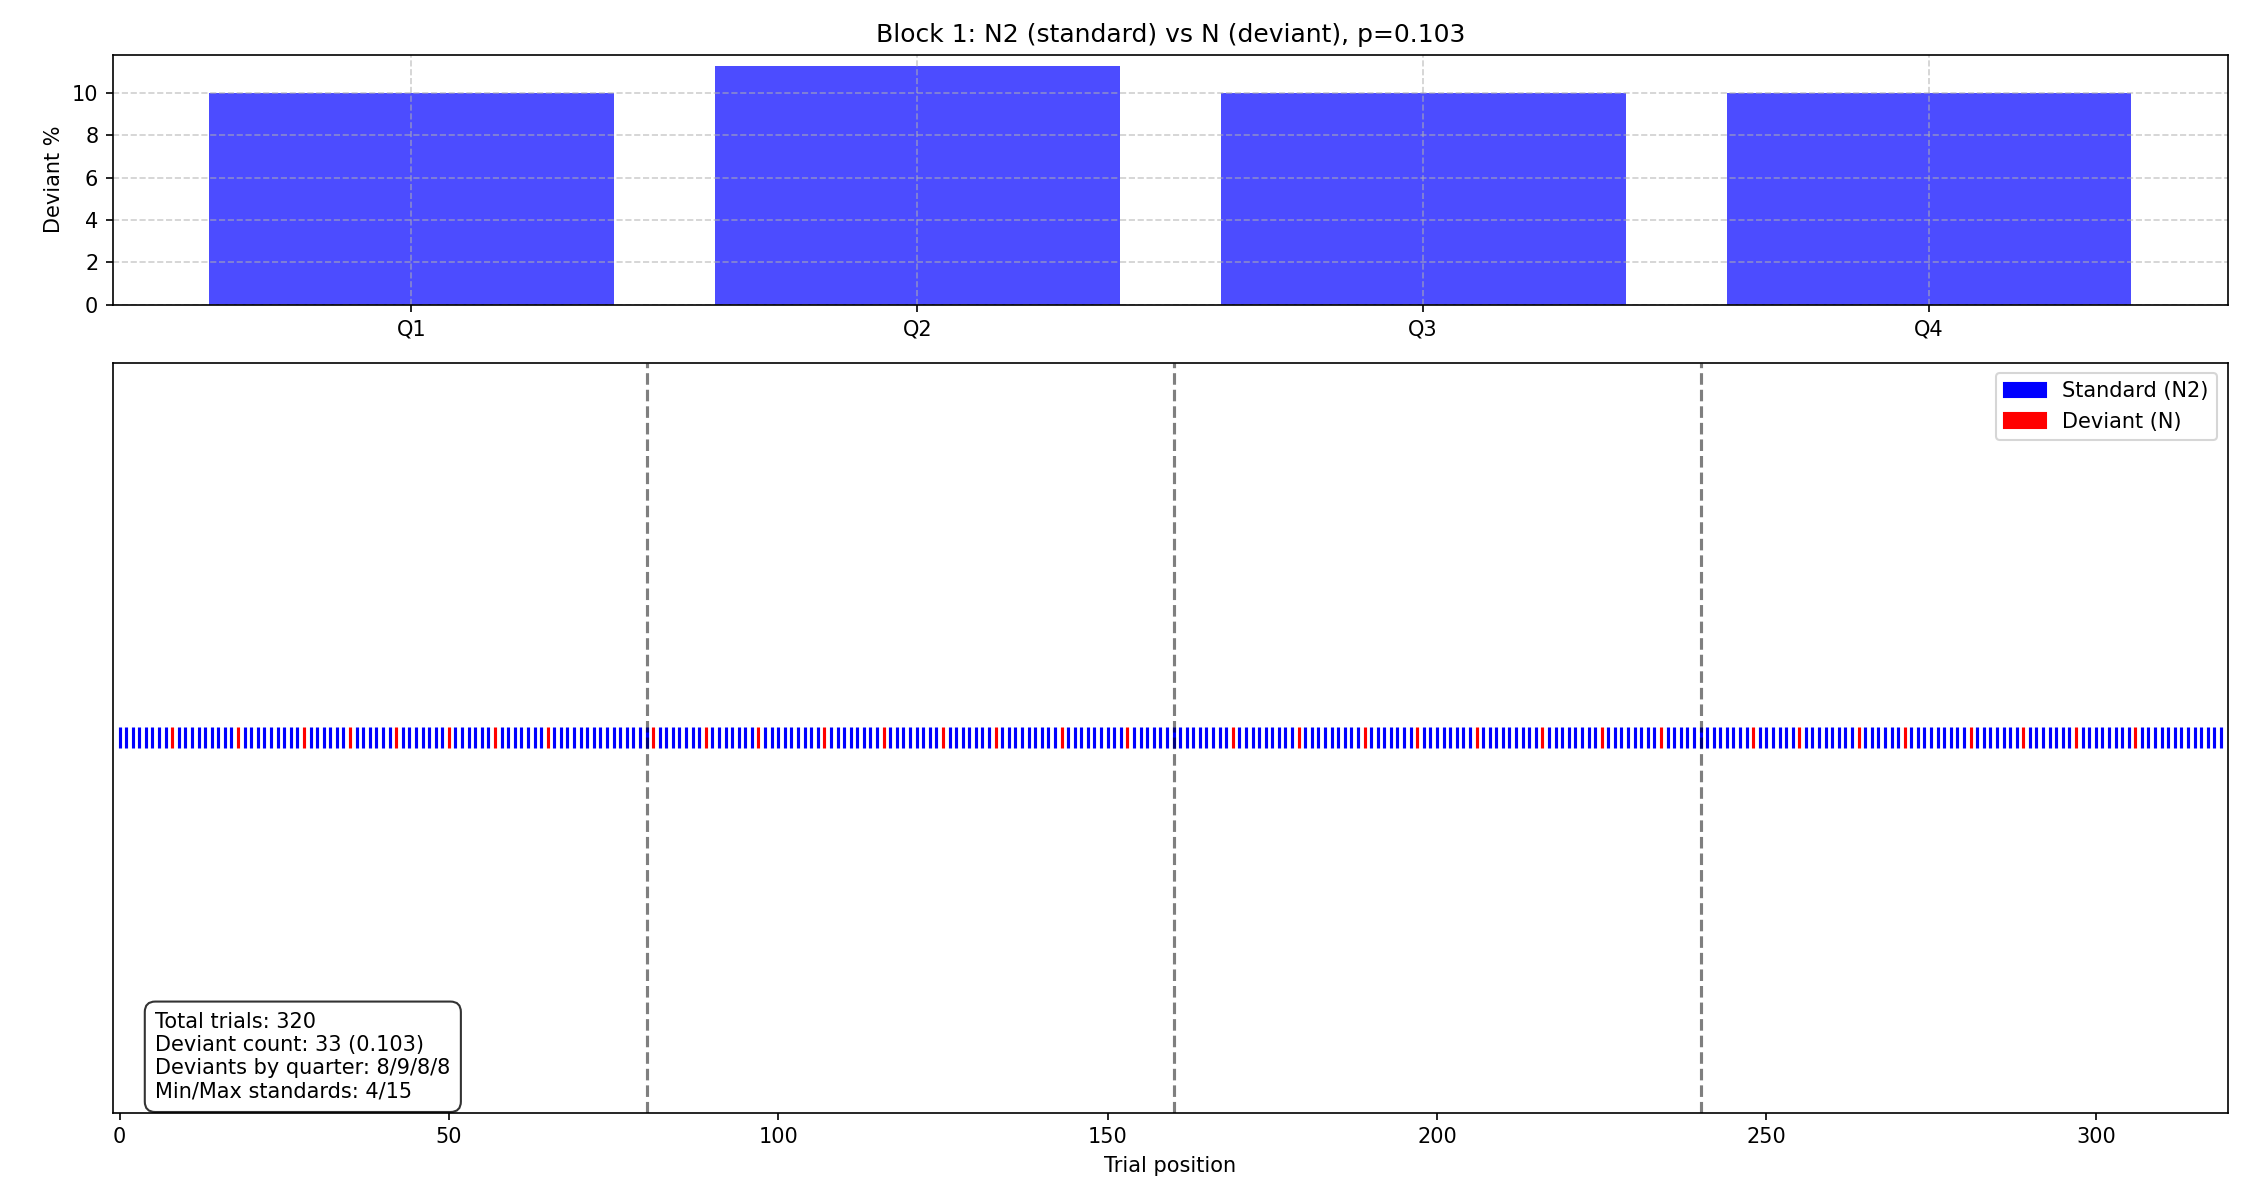 Block 1: N2 (standard) vs N (deviant), p=0.103
Deviant %
10
8
6
4
2
0
Q1 Q2 Q3 Q4
Standard (N2)
Deviant (N)
Total trials: 320
Deviant count: 33 (0.103)
Deviants by quarter: 8/9/8/8
Min/Max standards: 4/15
0 50 100 150 200 250 300
Trial position